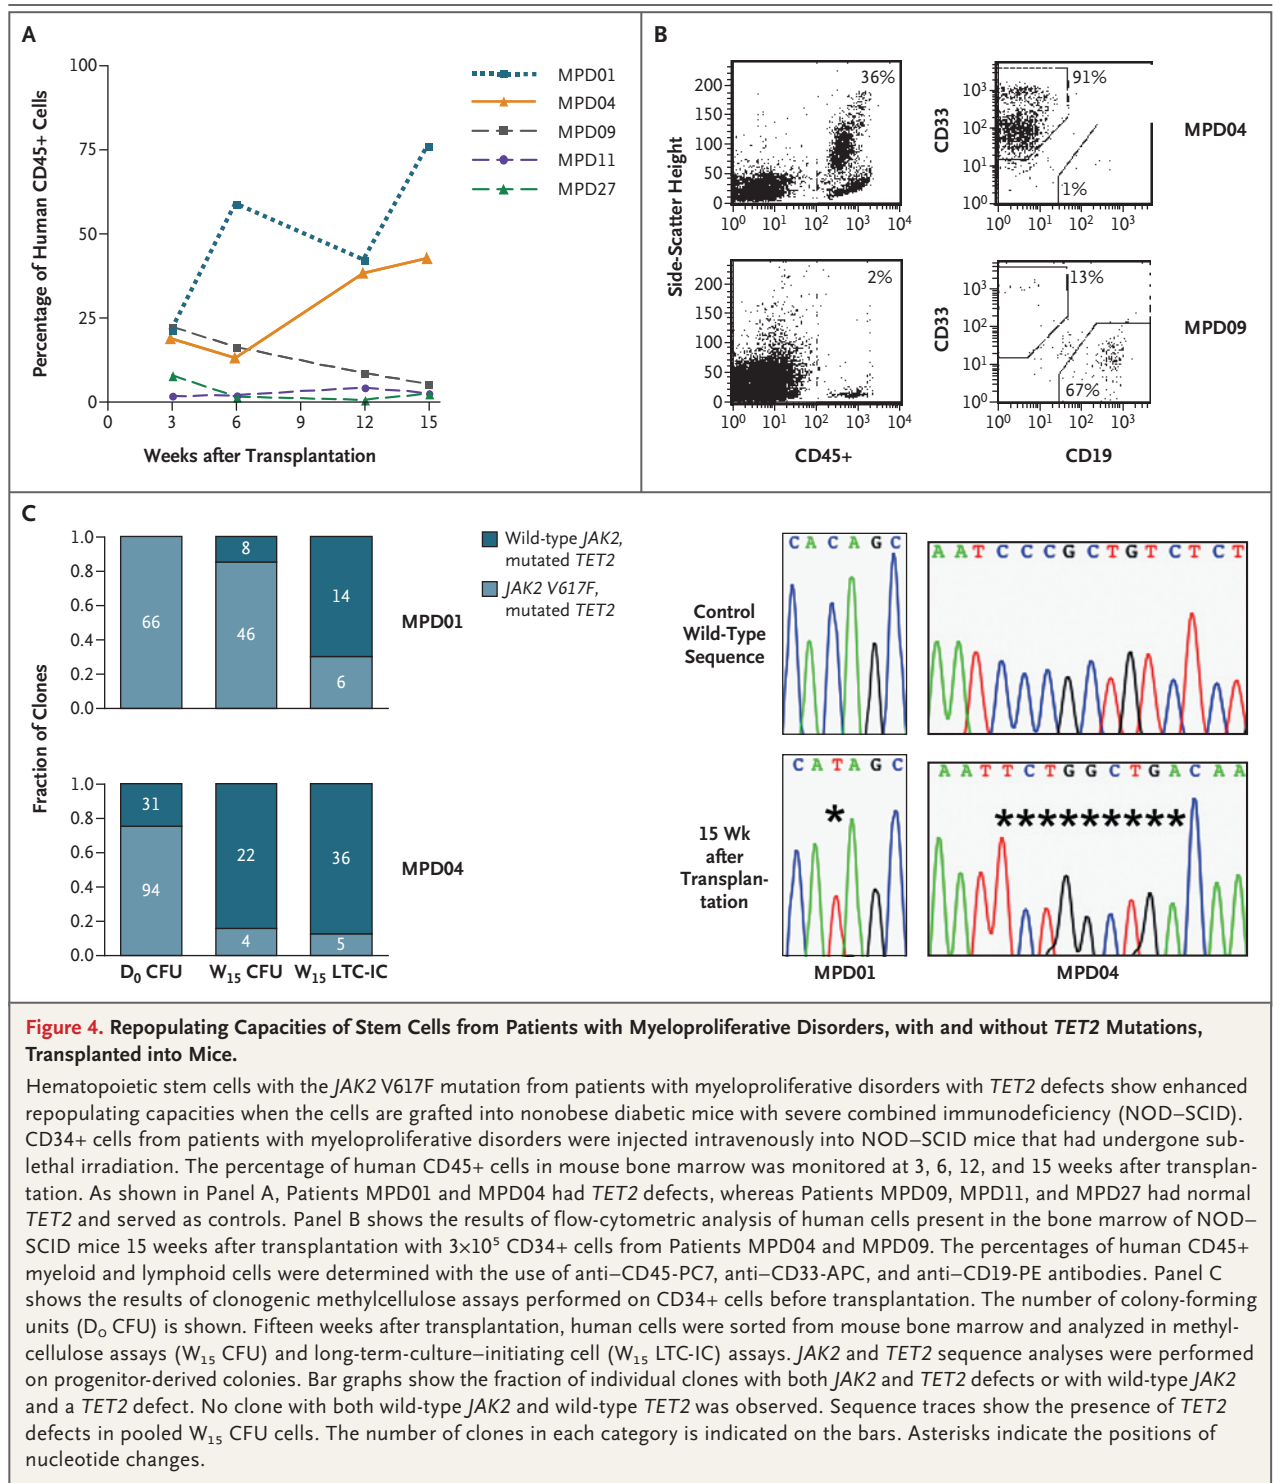 A
Percentage of Human CD45+ Cells
100
75
50
25
0
0 3 6 9 12 15
Weeks after Transplantation
MPD01
MPD04
MPD09
MPD11
MPD27
B
Side-Scatter Height
200
150
100
50
0
36%
10⁰ 10¹ 10² 10³ 10⁴
CD33
10³
10²
10¹
10⁰
91%
1%
10⁰ 10¹ 10² 10³
MPD04
200
150
100
50
0
2%
10⁰ 10¹ 10² 10³ 10⁴
CD45+
CD33
10³
10²
10¹
10⁰
13%
67%
10⁰ 10¹ 10² 10³
CD19
MPD09
C
Fraction of Clones
1.0
0.8
0.6
0.4
0.2
0.0
66
8
46
14
6
MPD01
Wild-type JAK2,
mutated TET2
JAK2 V617F,
mutated TET2
1.0
0.8
0.6
0.4
0.2
0.0
31
94
22
4
36
5
MPD04
D₀ CFU W₁₅ CFU W₁₅ LTC-IC
Control
Wild-Type
Sequence
C A C A G C
A A T C C C G C T G T C T C T
15 Wk
after
Transplan-
tation
C A T A G C
*
A A T T C T G G C T G A C A A
*********
MPD01
MPD04
Figure 4. Repopulating Capacities of Stem Cells from Patients with Myeloproliferative Disorders, with and without TET2 Mutations,
Transplanted into Mice.
Hematopoietic stem cells with the JAK2 V617F mutation from patients with myeloproliferative disorders with TET2 defects show enhanced
repopulating capacities when the cells are grafted into nonobese diabetic mice with severe combined immunodeficiency (NOD–SCID).
CD34+ cells from patients with myeloproliferative disorders were injected intravenously into NOD–SCID mice that had undergone sub-
lethal irradiation. The percentage of human CD45+ cells in mouse bone marrow was monitored at 3, 6, 12, and 15 weeks after transplan-
tation. As shown in Panel A, Patients MPD01 and MPD04 had TET2 defects, whereas Patients MPD09, MPD11, and MPD27 had normal
TET2 and served as controls. Panel B shows the results of flow-cytometric analysis of human cells present in the bone marrow of NOD–
SCID mice 15 weeks after transplantation with 3×10⁵ CD34+ cells from Patients MPD04 and MPD09. The percentages of human CD45+
myeloid and lymphoid cells were determined with the use of anti–CD45-PC7, anti–CD33-APC, and anti–CD19-PE antibodies. Panel C
shows the results of clonogenic methylcellulose assays performed on CD34+ cells before transplantation. The number of colony-forming
units (D₀ CFU) is shown. Fifteen weeks after transplantation, human cells were sorted from mouse bone marrow and analyzed in methyl-
cellulose assays (W₁₅ CFU) and long-term-culture–initiating cell (W₁₅ LTC-IC) assays. JAK2 and TET2 sequence analyses were performed
on progenitor-derived colonies. Bar graphs show the fraction of individual clones with both JAK2 and TET2 defects or with wild-type JAK2
and a TET2 defect. No clone with both wild-type JAK2 and wild-type TET2 was observed. Sequence traces show the presence of TET2
defects in pooled W₁₅ CFU cells. The number of clones in each category is indicated on the bars. Asterisks indicate the positions of
nucleotide changes.